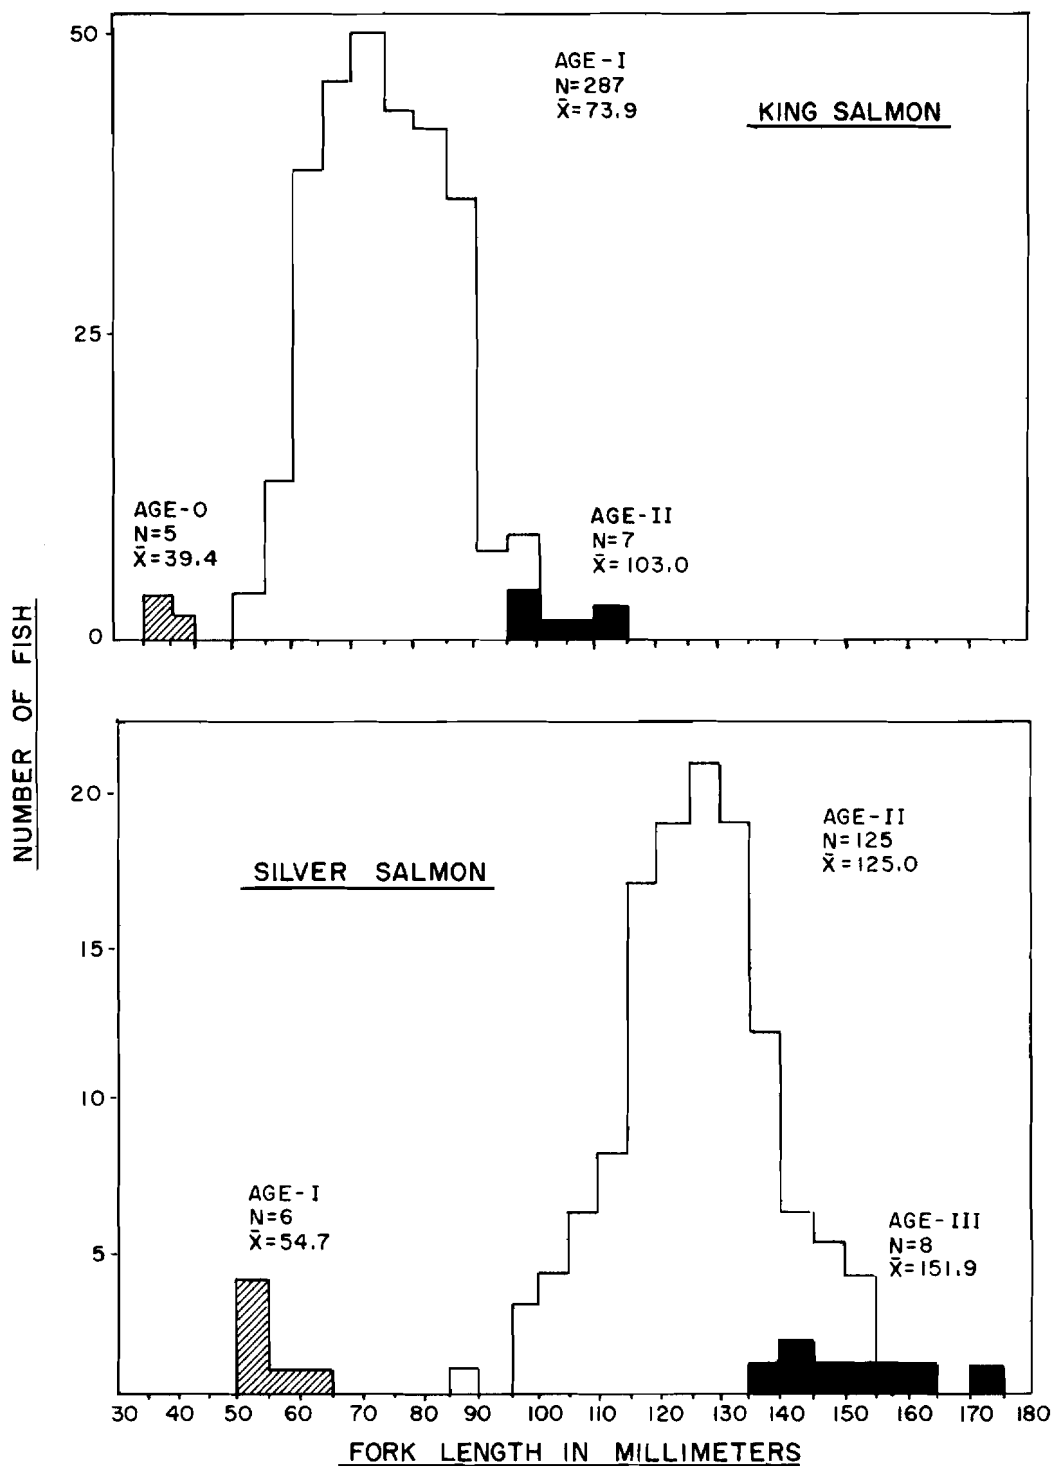 50
25
0
AGE-I
N=287
X̄=73.9
KING SALMON
AGE-O
N=5
X̄=39.4
AGE-II
N=7
X̄=103.0
NUMBER OF FISH
20
15
10
5
SILVER SALMON
AGE-II
N=125
X̄=125.0
AGE-I
N=6
X̄=54.7
AGE-III
N=8
X̄=151.9
30 40 50 60 70 80 90 100 110 120 130 140 150 160 170 180
FORK LENGTH IN MILLIMETERS